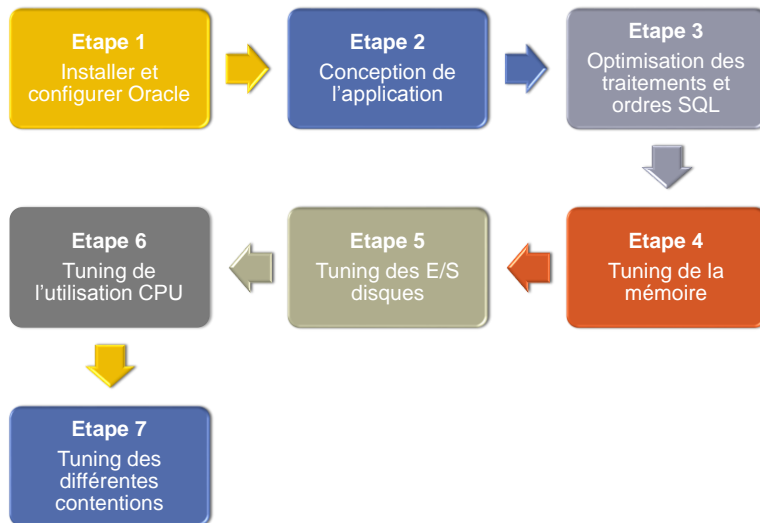 Etape 1
Installer et
configurer Oracle
Etape 2
Conception de
l'application
Etape 3
Optimisation des
traitements et
ordres SQL
Etape 4
Tuning de la
mémoire
Etape 5
Tuning des E/S
disques
Etape 6
Tuning de
l'utilisation CPU
Etape 7
Tuning des
différentes
contentions